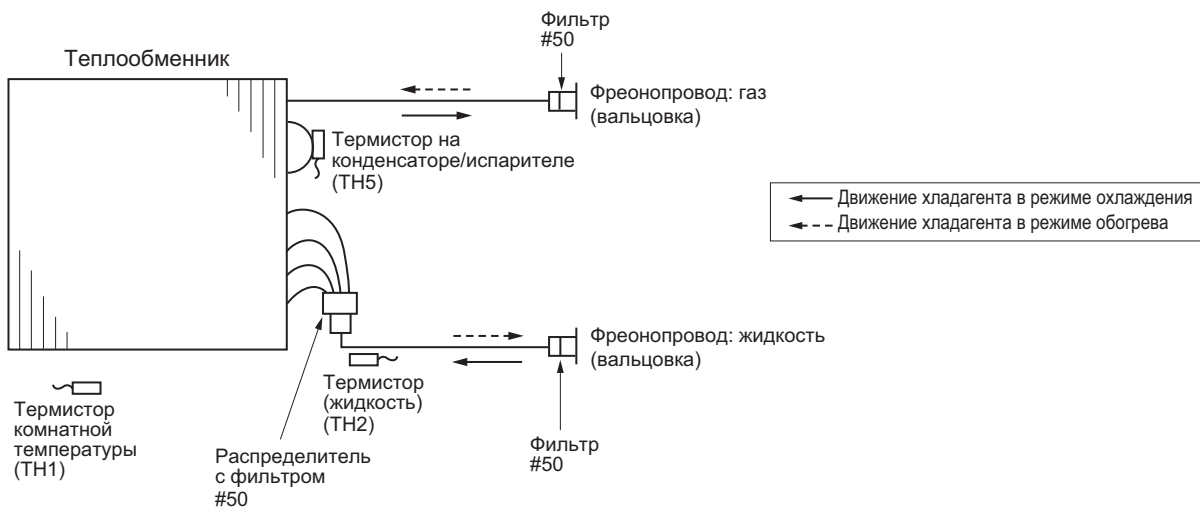 Фильтр
#50
Теплообменник
Фреонопровод: газ
(вальцовка)
Термистор на
конденсаторе/испарителе
(TH5)
Движение хладагента в режиме охлаждения
Движение хладагента в режиме обогрева
Фреонопровод: жидкость
(вальцовка)
Термистор
(жидкость)
(TH2)
Термистор
комнатной
температуры
(TH1)
Распределитель
с фильтром
#50
Фильтр
#50